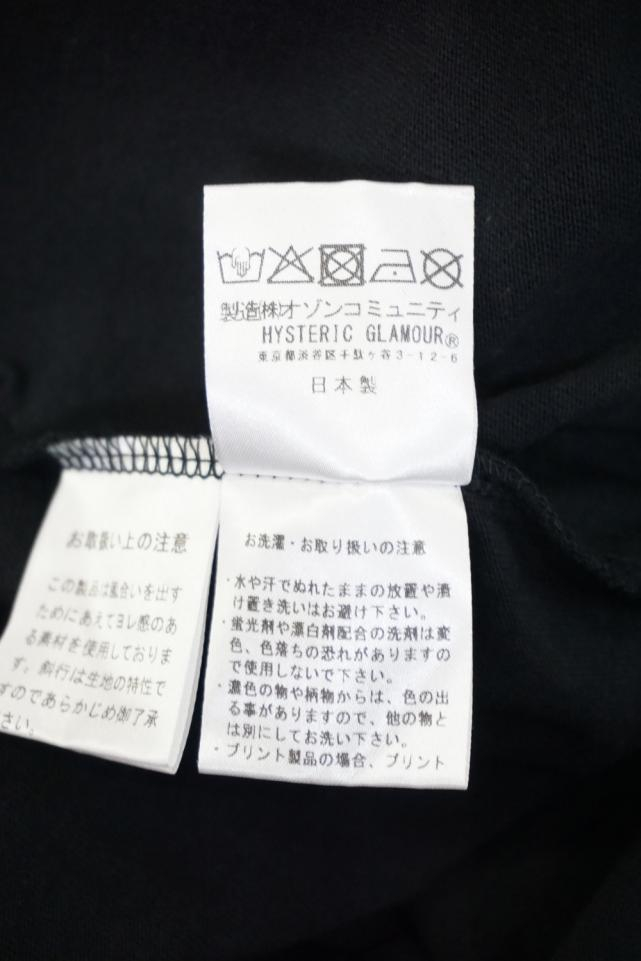 製造㈱オゾンコミュニティ
HYSTERIC GLAMOUR®
東京都渋谷区千駄ヶ谷3-12-6
日本製
お取扱い上の注意
この製品は風合いを出す
ためにあえてヨレ感のあ
る素材を使用しておりま
す。斜行は生地の特性で
すのであらかじめ御了承
さい。
お洗濯・お取り扱いの注意
・水や汗でぬれたままの放置や漬
け置き洗いはお避け下さい。
・蛍光剤や漂白剤配合の洗剤は変
色、色落ちの恐れがありますの
で使用しないで下さい。
・濃色の物や柄物からは、色の出
る事がありますので、他の物と
は別にしてお洗い下さい。
・プリント製品の場合、プリント